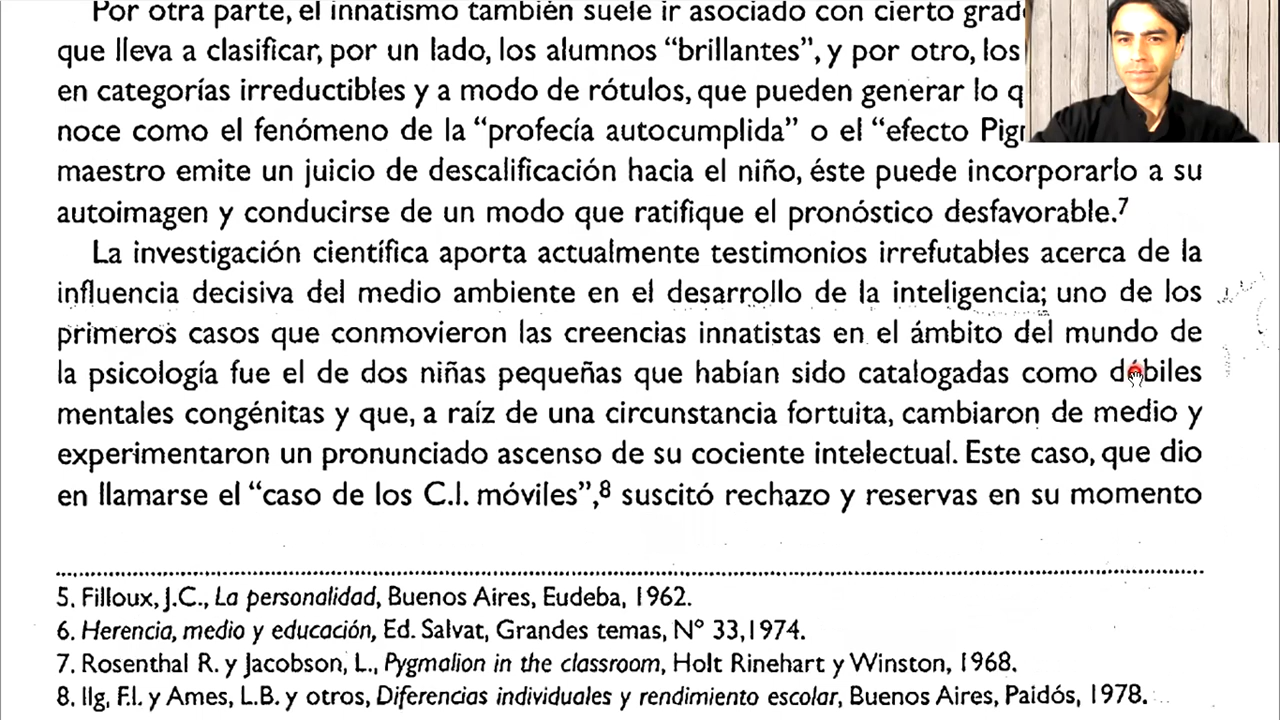 Por otra parte, el innatismo también suele ir asociado con cierto
que lleva a clasificar, por un lado, los alumnos “brillantes”, y por otro, los
en categorías irreductibles y a modo de rótulos, que pueden generar lo
noce como el fenómeno de la “profecía autocumplida” o el “efecto
maestro emite un juicio de descalificación hacia el niño, éste puede incorporarlo a su
autoimagen y conducirse de un modo que ratifique el pronóstico desfavorable.7
La investigación científica aporta actualmente testimonios irrefutables acerca de la
influencia decisiva del medio ambiente en el desarrollo de la inteligencia; uno de los
primeros casos que conmovieron las creencias innatistas en el ámbito del mundo de
la psicología fue el de dos niñas pequeñas que habían sido catalogadas como débiles
mentales congénitas y que, a raíz de una circunstancia fortuita, cambiaron de medio y
experimentaron un pronunciado ascenso de su cociente intelectual. Este caso, que dio
en llamarse el “caso de los C.I. móviles”,8 suscitó rechazo y reservas en su momento
5. Filloux, J.C., La personalidad, Buenos Aires, Eudeba, 1962.
6. Herencia, medio y educación, Ed. Salvat, Grandes temas, N° 33,1974.
7. Rosenthal R. y Jacobson, L., Pygmalion in the classroom, Holt Rinehart y Winston, 1968.
8. Ilg, F.I. y Ames, L.B. y otros, Diferencias individuales y rendimiento escolar, Buenos Aires, Paidós, 1978.